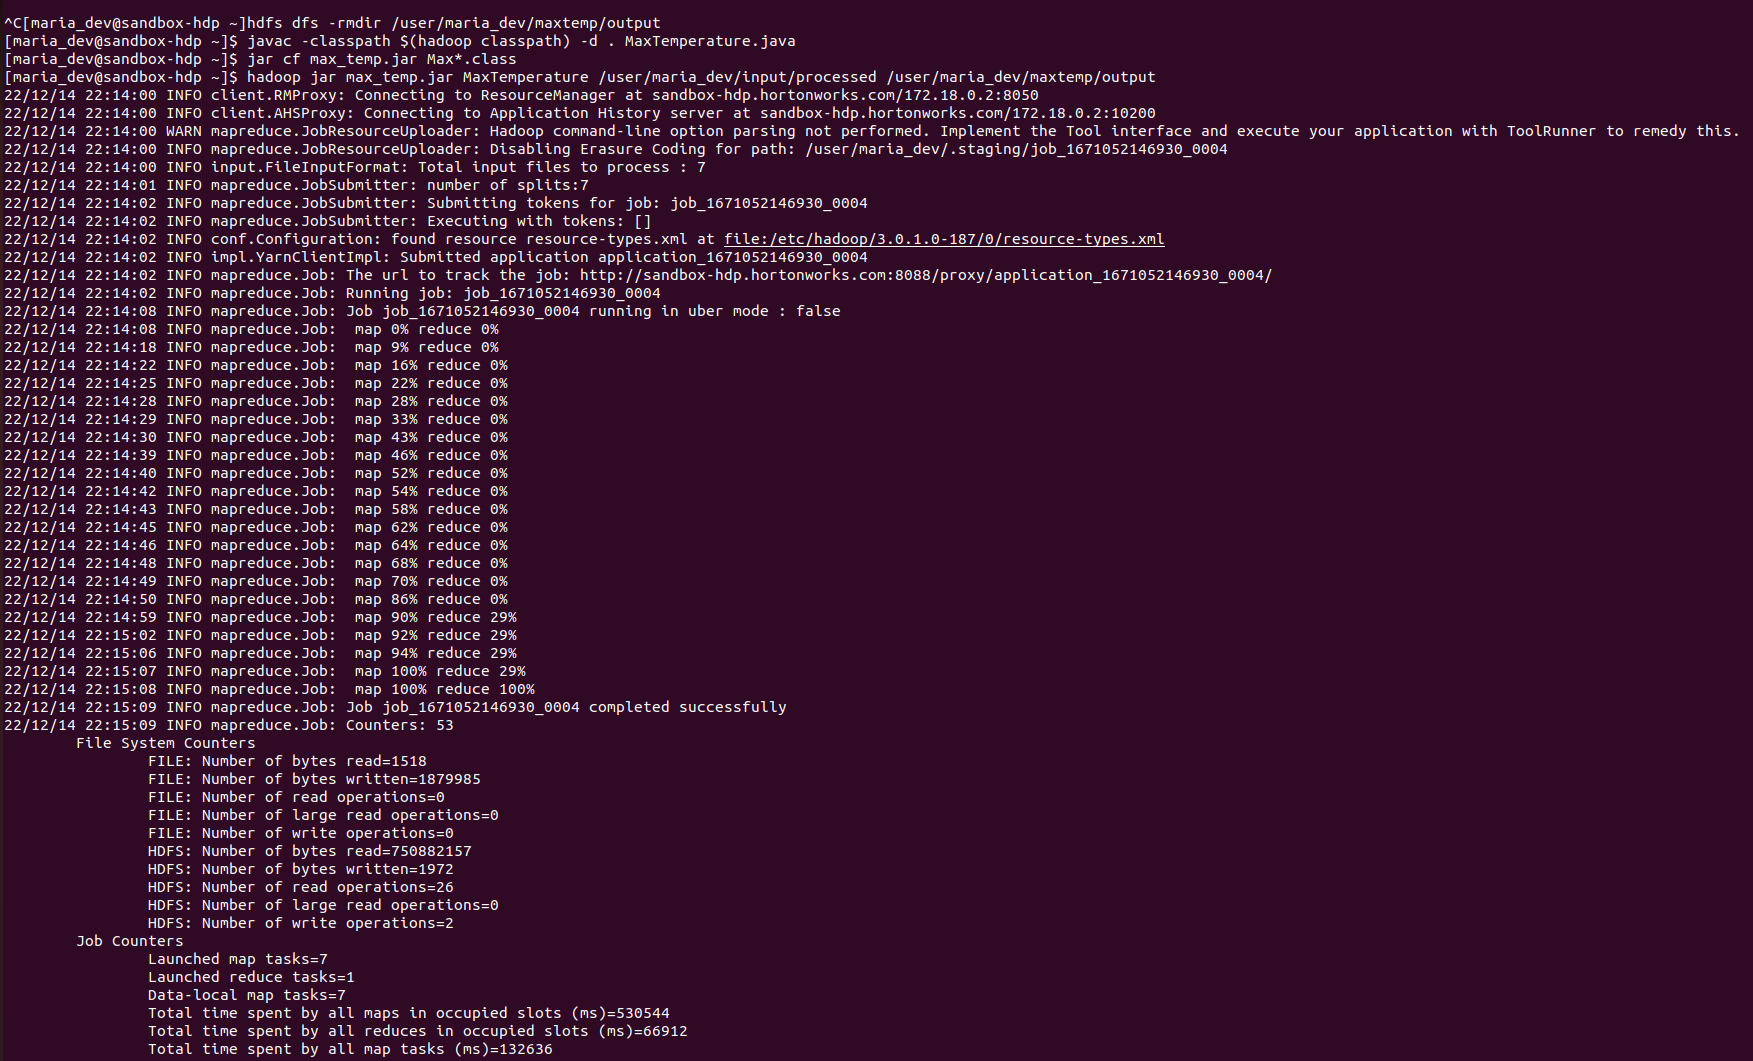 ^C[maria_dev@sandbox-hdp ~]hdfs dfs -rmdir /user/maria_dev/maxtemp/output
[maria_dev@sandbox-hdp ~]$ javac -classpath $(hadoop classpath) -d . MaxTemperature.java
[maria_dev@sandbox-hdp ~]$ jar cf max_temp.jar Max*.class
[maria_dev@sandbox-hdp ~]$ hadoop jar max_temp.jar MaxTemperature /user/maria_dev/input/processed /user/maria_dev/maxtemp/output
22/12/14 22:14:00 INFO client.RMProxy: Connecting to ResourceManager at sandbox-hdp.hortonworks.com/172.18.0.2:8050
22/12/14 22:14:00 INFO client.AHSProxy: Connecting to Application History server at sandbox-hdp.hortonworks.com/172.18.0.2:10200
22/12/14 22:14:00 WARN mapreduce.JobResourceUploader: Hadoop command-line option parsing not performed. Implement the Tool interface and execute your application with ToolRunner to remedy this.
22/12/14 22:14:00 INFO mapreduce.JobResourceUploader: Disabling Erasure Coding for path: /user/maria_dev/.staging/job_1671052146930_0004
22/12/14 22:14:00 INFO input.FileInputFormat: Total input files to process : 7
22/12/14 22:14:01 INFO mapreduce.JobSubmitter: number of splits:7
22/12/14 22:14:02 INFO mapreduce.JobSubmitter: Submitting tokens for job: job_1671052146930_0004
22/12/14 22:14:02 INFO mapreduce.JobSubmitter: Executing with tokens: []
22/12/14 22:14:02 INFO conf.Configuration: found resource resource-types.xml at file:/etc/hadoop/3.0.1.0-187/0/resource-types.xml
22/12/14 22:14:02 INFO impl.YarnClientImpl: Submitted application application_1671052146930_0004
22/12/14 22:14:02 INFO mapreduce.Job: The url to track the job: http://sandbox-hdp.hortonworks.com:8088/proxy/application_1671052146930_0004/
22/12/14 22:14:02 INFO mapreduce.Job: Running job: job_1671052146930_0004
22/12/14 22:14:08 INFO mapreduce.Job: Job job_1671052146930_0004 running in uber mode : false
22/12/14 22:14:08 INFO mapreduce.Job:  map 0% reduce 0%
22/12/14 22:14:18 INFO mapreduce.Job:  map 9% reduce 0%
22/12/14 22:14:22 INFO mapreduce.Job:  map 16% reduce 0%
22/12/14 22:14:25 INFO mapreduce.Job:  map 22% reduce 0%
22/12/14 22:14:28 INFO mapreduce.Job:  map 28% reduce 0%
22/12/14 22:14:29 INFO mapreduce.Job:  map 33% reduce 0%
22/12/14 22:14:30 INFO mapreduce.Job:  map 43% reduce 0%
22/12/14 22:14:39 INFO mapreduce.Job:  map 46% reduce 0%
22/12/14 22:14:40 INFO mapreduce.Job:  map 52% reduce 0%
22/12/14 22:14:42 INFO mapreduce.Job:  map 54% reduce 0%
22/12/14 22:14:43 INFO mapreduce.Job:  map 58% reduce 0%
22/12/14 22:14:45 INFO mapreduce.Job:  map 62% reduce 0%
22/12/14 22:14:46 INFO mapreduce.Job:  map 64% reduce 0%
22/12/14 22:14:48 INFO mapreduce.Job:  map 68% reduce 0%
22/12/14 22:14:49 INFO mapreduce.Job:  map 70% reduce 0%
22/12/14 22:14:50 INFO mapreduce.Job:  map 86% reduce 0%
22/12/14 22:14:59 INFO mapreduce.Job:  map 90% reduce 29%
22/12/14 22:15:02 INFO mapreduce.Job:  map 92% reduce 29%
22/12/14 22:15:06 INFO mapreduce.Job:  map 94% reduce 29%
22/12/14 22:15:07 INFO mapreduce.Job:  map 100% reduce 29%
22/12/14 22:15:08 INFO mapreduce.Job:  map 100% reduce 100%
22/12/14 22:15:09 INFO mapreduce.Job: Job job_1671052146930_0004 completed successfully
22/12/14 22:15:09 INFO mapreduce.Job: Counters: 53
File System Counters
FILE: Number of bytes read=1518
FILE: Number of bytes written=1879985
FILE: Number of read operations=0
FILE: Number of large read operations=0
FILE: Number of write operations=0
HDFS: Number of bytes read=750882157
HDFS: Number of bytes written=1972
HDFS: Number of read operations=26
HDFS: Number of large read operations=0
HDFS: Number of write operations=2
Job Counters
Launched map tasks=7
Launched reduce tasks=1
Data-local map tasks=7
Total time spent by all maps in occupied slots (ms)=530544
Total time spent by all reduces in occupied slots (ms)=66912
Total time spent by all map tasks (ms)=132636